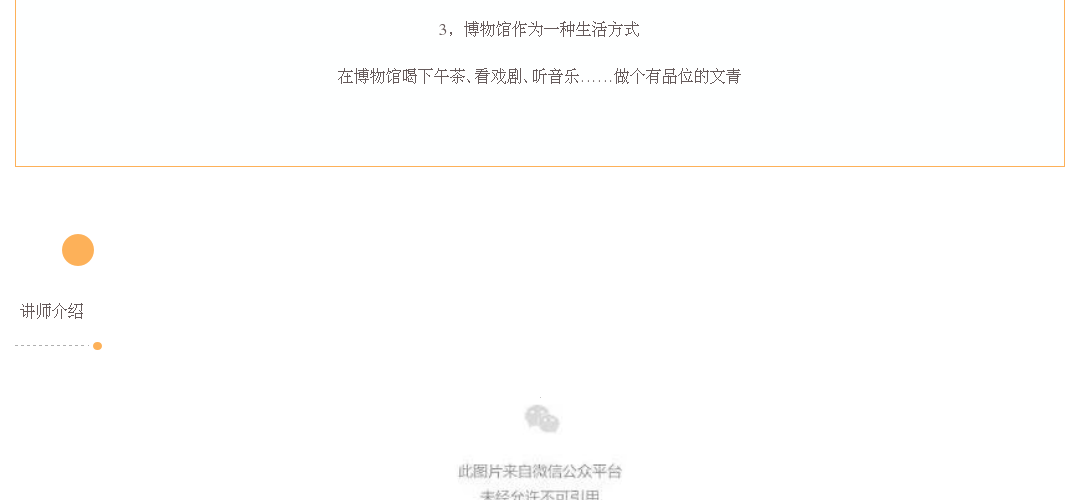 3，博物馆作为一种生活方式
在博物馆喝下午茶、看戏剧、听音乐……做个有品位的文青
讲师介绍
此图片来自微信公众平台
未经允许不可引用